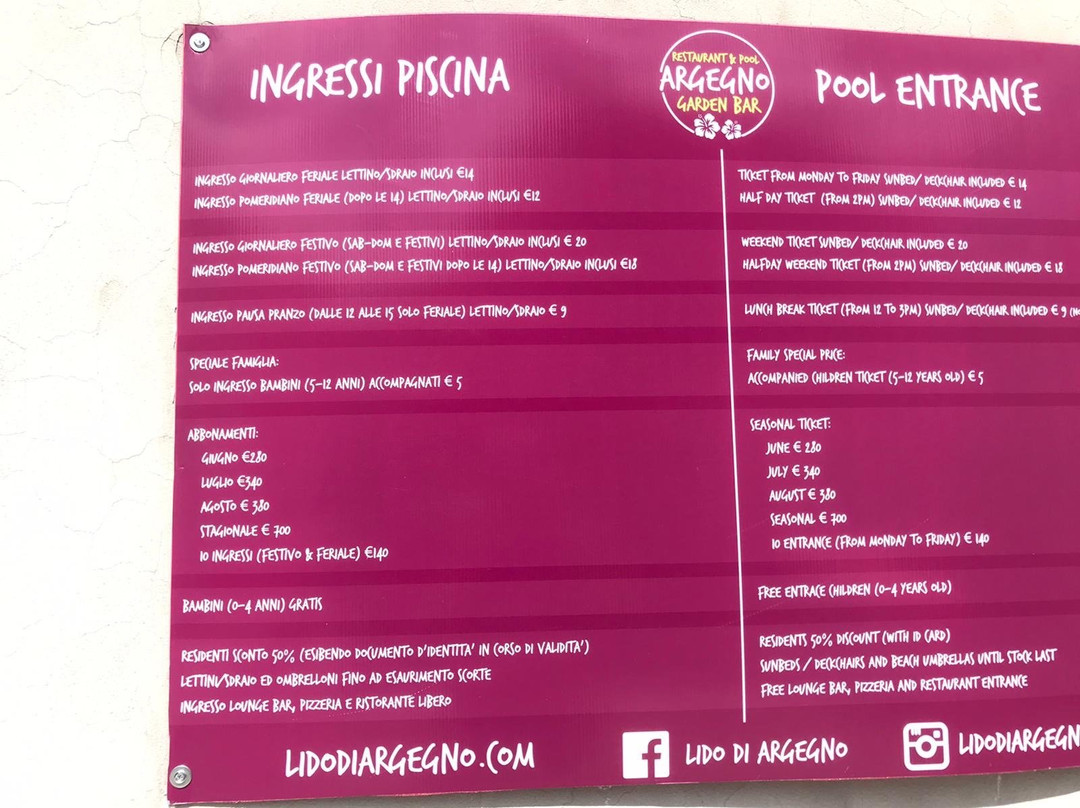 INGRESSI PISCINA
RESTAURANT & POOL
ARGEGNO
GARDEN BAR
POOL ENTRANCE
INGRESSO GIORNALIERO FERIALE LETTINO/SDRAIO INCLUSI €14
INGRESSO POMERIDIANO FERIALE (DOPO LE 14) LETTINO/SDRAIO INCLUSI €12
INGRESSO GIORNALIERO FESTIVO (SAB-DOM E FESTIVI) LETTINO/SDRAIO INCLUSI € 20
INGRESSO POMERIDIANO FESTIVO (SAB-DOM E FESTIVI DOPO LE 14) LETTINO/SDRAIO INCLUSI €18
INGRESSO PAUSA PRANZO (DALLE 12 ALLE 15 SOLO FERIALE) LETTINO/SDRAIO € 9
SPECIALE FAMIGLIA:
SOLO INGRESSO BAMBINI (5-12 ANNI) ACCOMPAGNATI € 5
ABBONAMENTI:
GIUGNO €280
LUGLIO €340
AGOSTO € 380
STAGIONALE € 700
10 INGRESSI (FESTIVO & FERIALE) €140
BAMBINI (0-4 ANNI) GRATIS
RESIDENTI SCONTO 50% (ESIBENDO DOCUMENTO D'IDENTITA' IN CORSO DI VALIDITA')
LETTINI/SDRAIO ED OMBRELLONI FINO AD ESAURIMENTO SCORTE
INGRESSO LOUNGE BAR, PIZZERIA E RISTORANTE LIBERO
TICKET FROM MONDAY TO FRIDAY SUNBED/ DECKCHAIR INCLUDED € 14
HALF DAY TICKET (FROM 2PM) SUNBED/ DECKCHAIR INCLUDED € 12
WEEKEND TICKET SUNBED/ DECKCHAIR INCLUDED € 20
HALFDAY WEEKEND TICKET (FROM 2PM) SUNBED/ DECKCHAIR INCLUDED € 18
LUNCH BREAK TICKET (FROM 12 TO 3PM) SUNBED/ DECKCHAIR INCLUDED € 9
FAMILY SPECIAL PRICE:
ACCOMPANIED CHILDREN TICKET (5-12 YEARS OLD) € 5
SEASONAL TICKET:
JUNE € 280
JULY € 340
AUGUST € 380
SEASONAL € 700
10 ENTRANCE (FROM MONDAY TO FRIDAY) € 140
FREE ENTRACE CHILDREN (0-4 YEARS OLD)
RESIDENTS 50% DISCOUNT (WITH ID CARD)
SUNBEDS / DECKCHAIRS AND BEACH UMBRELLAS UNTIL STOCK LAST
FREE LOUNGE BAR, PIZZERIA AND RESTAURANT ENTRANCE
LIDODIARGEGNO.COM
LIDO DI ARGEGNO
LIDODIARGEGN